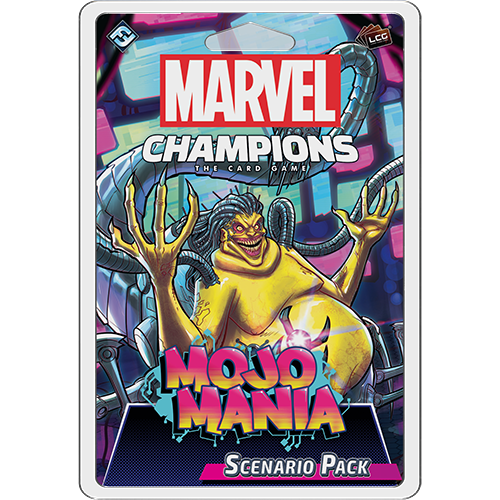 LCG
MARVEL
CHAMPIONS
THE CARD GAME
MOJO
MANIA
SCENARIO PACK